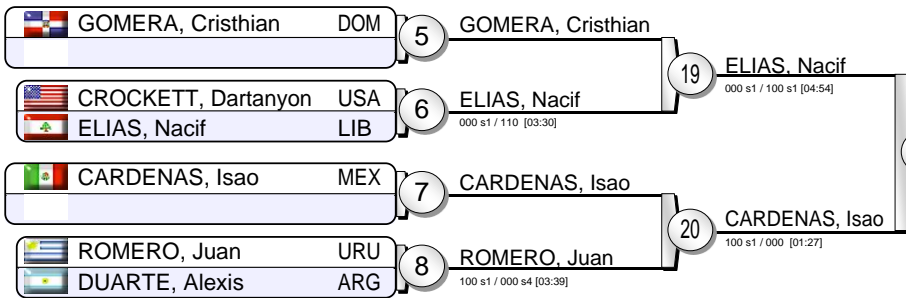 GOMERA, Cristhian DOM
5
GOMERA, Cristhian
19
ELIAS, Nacif
000 s1 / 100 s1 [04:54]
CROCKETT, Dartanyon USA
ELIAS, Nacif LIB
6
ELIAS, Nacif
000 s1 / 110 [03:30]
CARDENAS, Isao MEX
7
CARDENAS, Isao
20
CARDENAS, Isao
100 s1 / 000 [01:27]
ROMERO, Juan URU
DUARTE, Alexis ARG
8
ROMERO, Juan
100 s1 / 000 s4 [03:39]